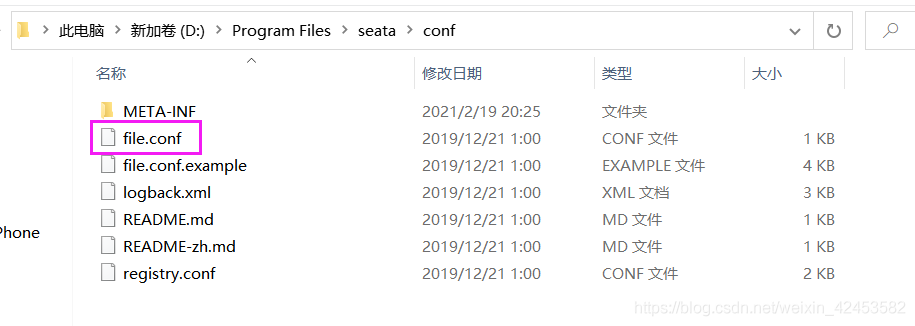 此电脑 > 新加卷 (D:) > Program Files > seata > conf
名称 修改日期 类型 大小
META-INF 2021/2/19 20:25 文件夹
file.conf 2019/12/21 1:00 CONF 文件 1 KB
file.conf.example 2019/12/21 1:00 EXAMPLE 文件 4 KB
logback.xml 2019/12/21 1:00 XML 文档 3 KB
README.md 2019/12/21 1:00 MD 文件 1 KB
Phone README-zh.md 2019/12/21 1:00 MD 文件 1 KB
registry.conf 2019/12/21 1:00 CONF 文件 2 KB
https://blog.csdn.net/weixin_42453582